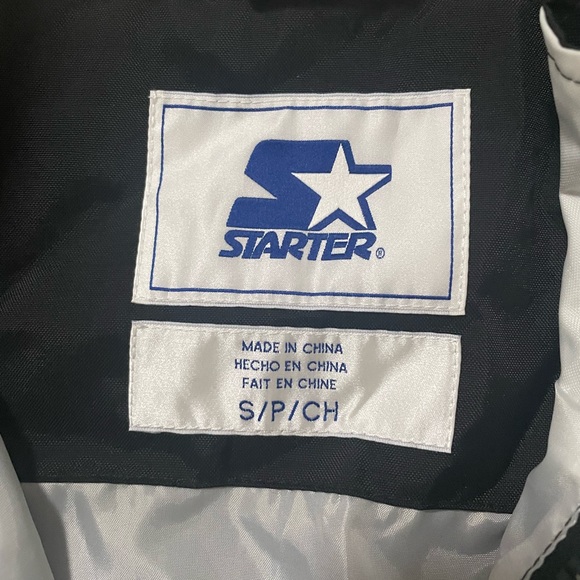 STARTER®
MADE IN CHINA
HECHO EN CHINA
FAIT EN CHINE
S/P/CH